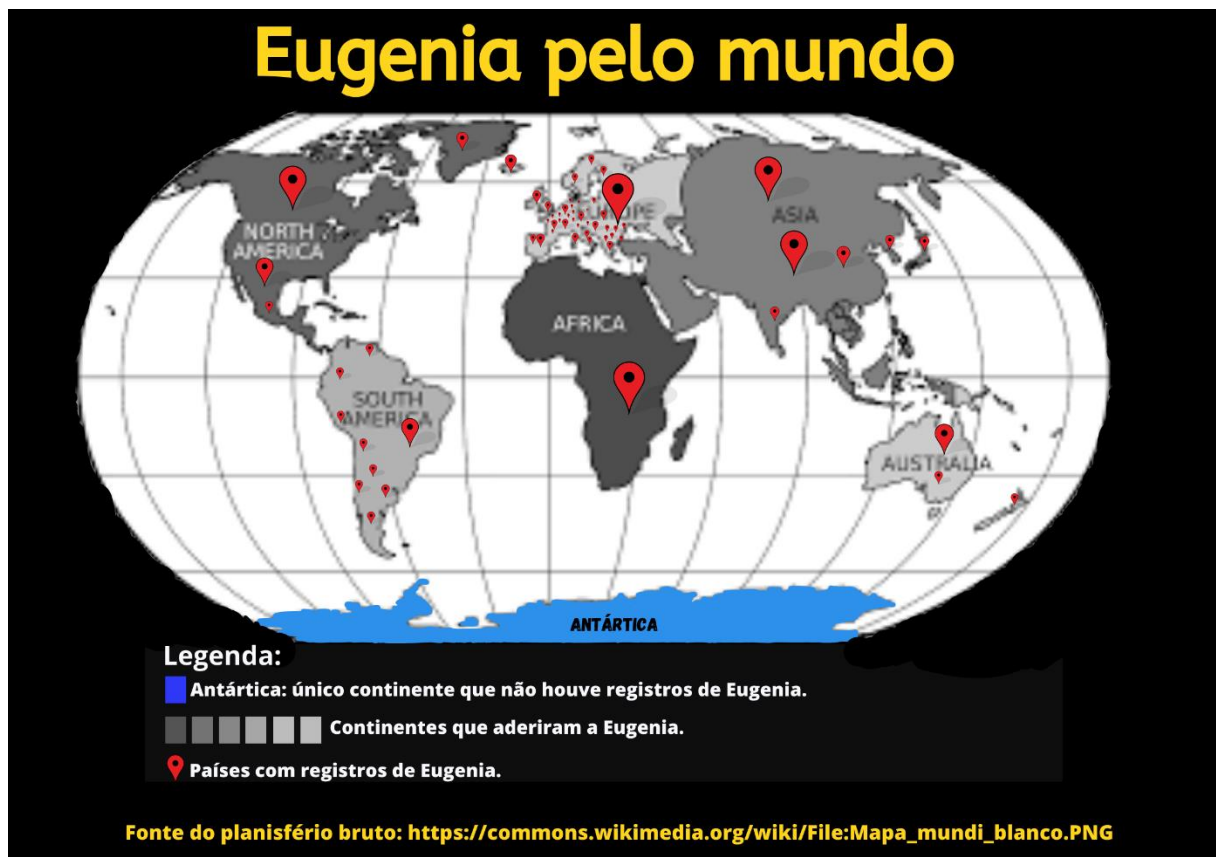 Eugenia pelo mundo
NORTH
AMERICA
EUROPE
ASIA
AFRICA
SOUTH
AMERICA
AUSTRALIA
ANTÁRTICA
Legenda:
Antártica: único continente que não houve registros de Eugenia.
Continentes que aderiram a Eugenia.
Países com registros de Eugenia.
Fonte do planisfério bruto: https://commons.wikimedia.org/wiki/File:Mapa_mundi_blanco.PNG